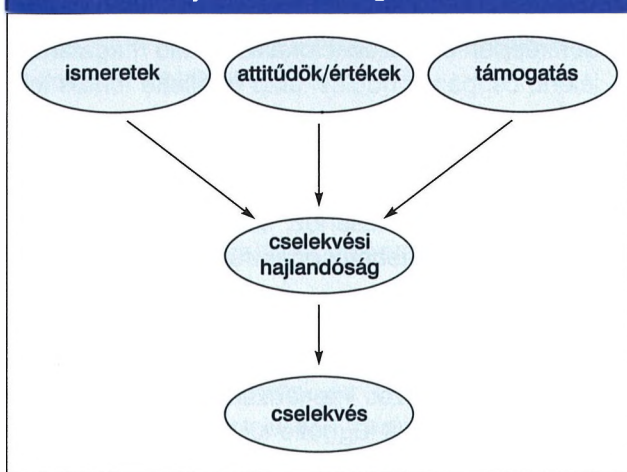 ismeretek
attitűdök/értékek
támogatás
cselekvési
hajlandóság
cselekvés